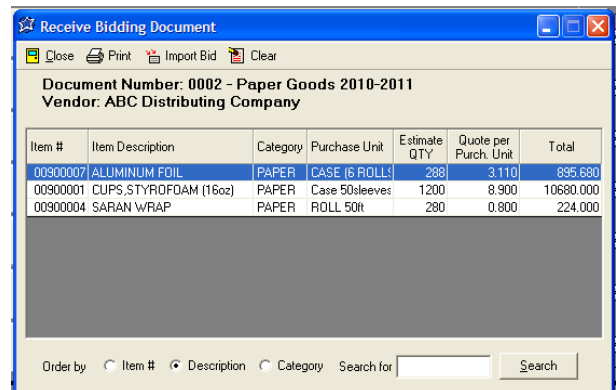 Receive Bidding Document
Close Print Import Bid Clear
Document Number: 0002 - Paper Goods 2010-2011
Vendor: ABC Distributing Company
Item # Item Description Category Purchase Unit Estimate QTY Quote per Purch. Unit Total
00900007 ALUMINUM FOIL PAPER CASE (6 ROLLS 288 3.110 895.680
00900001 CUPS,STYROFOAM (16oz) PAPER Case 50sleeves 1200 8.900 10680.000
00900004 SARAN WRAP PAPER ROLL 50ft 280 0.800 224.000
Order by Item # Description Category Search for Search